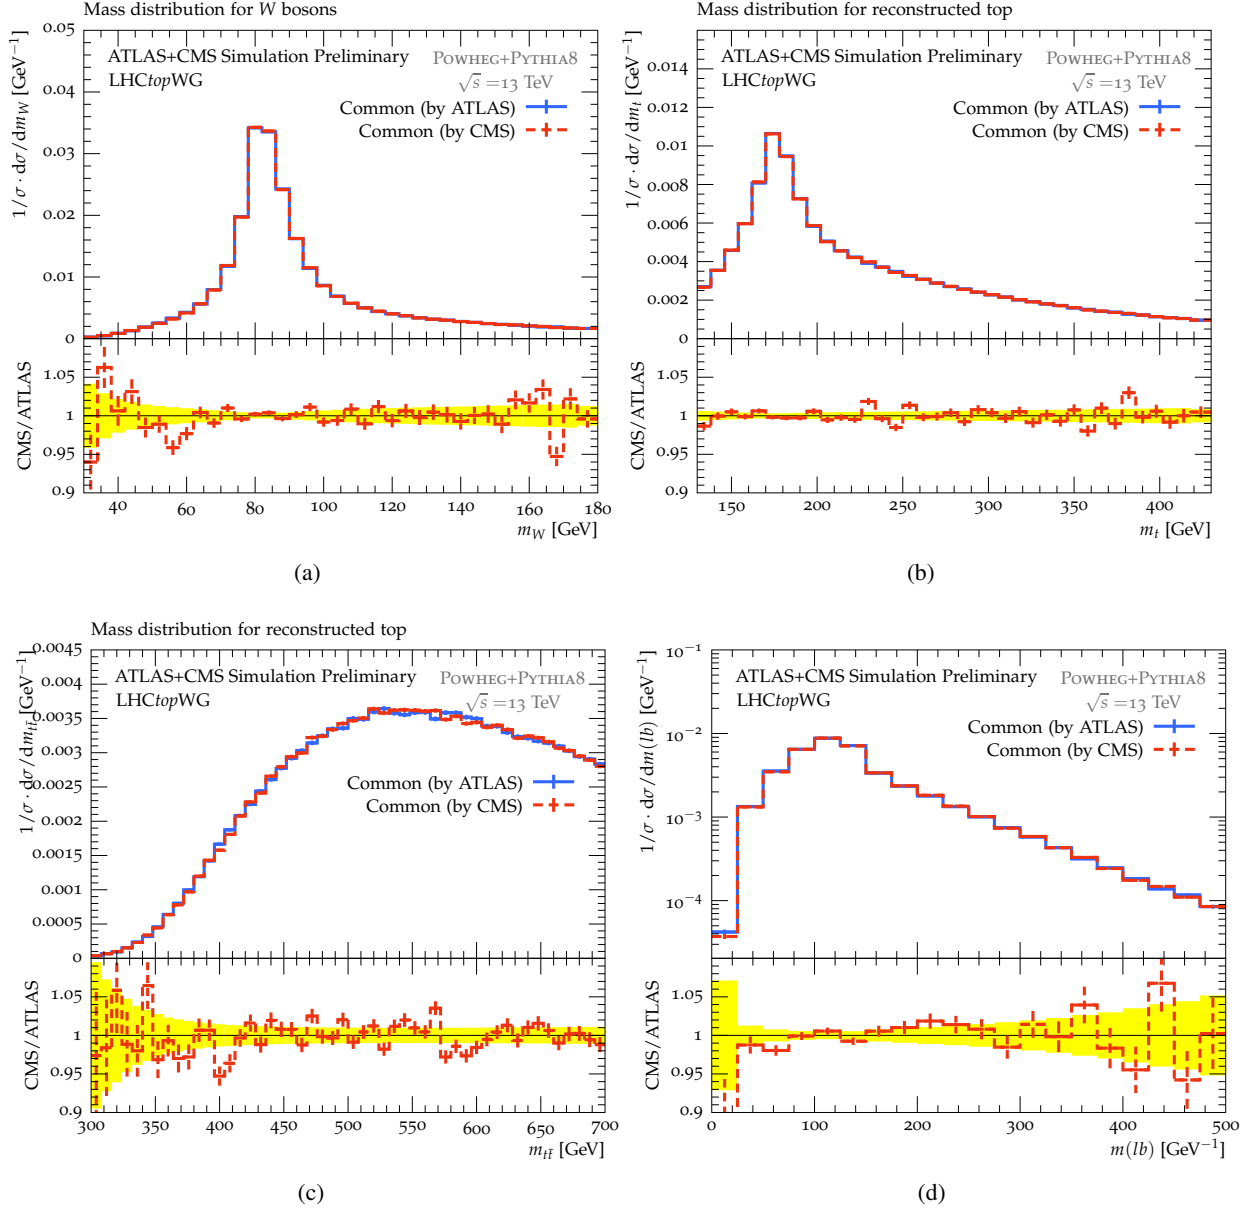 Mass distribution for W bosons
1/σ · dσ/dm_W [GeV⁻¹]
0.05
0.04
0.03
0.02
0.01
0
ATLAS+CMS Simulation Preliminary
LHCtopWG
POWHEG+PYTHIA8
√s =13 TeV
Common (by ATLAS)
Common (by CMS)
CMS/ATLAS
1.05
1
0.95
0.9
40 60 80 100 120 140 160 180
m_W [GeV]
(a)
Mass distribution for reconstructed top
1/σ · dσ/dm_t [GeV⁻¹]
0.014
0.012
0.01
0.008
0.006
0.004
0.002
0
ATLAS+CMS Simulation Preliminary
LHCtopWG
POWHEG+PYTHIA8
√s =13 TeV
Common (by ATLAS)
Common (by CMS)
CMS/ATLAS
1.05
1
0.95
0.9
150 200 250 300 350 400
m_t [GeV]
(b)
Mass distribution for reconstructed top
1/σ · dσ/dm_tt̄ [GeV⁻¹]
0.0045
0.004
0.0035
0.003
0.0025
0.002
0.0015
0.001
0.0005
0
ATLAS+CMS Simulation Preliminary
LHCtopWG
POWHEG+PYTHIA8
√s =13 TeV
Common (by ATLAS)
Common (by CMS)
CMS/ATLAS
1.05
1
0.95
0.9
300 350 400 450 500 550 600 650 700
m_tt̄ [GeV]
(c)
1/σ · dσ/dm(lb) [GeV⁻¹]
10⁻¹
10⁻²
10⁻³
10⁻⁴
ATLAS+CMS Simulation Preliminary
LHCtopWG
POWHEG+PYTHIA8
√s =13 TeV
Common (by ATLAS)
Common (by CMS)
CMS/ATLAS
1.05
1
0.95
0.9
0 100 200 300 400 500
m(lb) [GeV⁻¹]
(d)